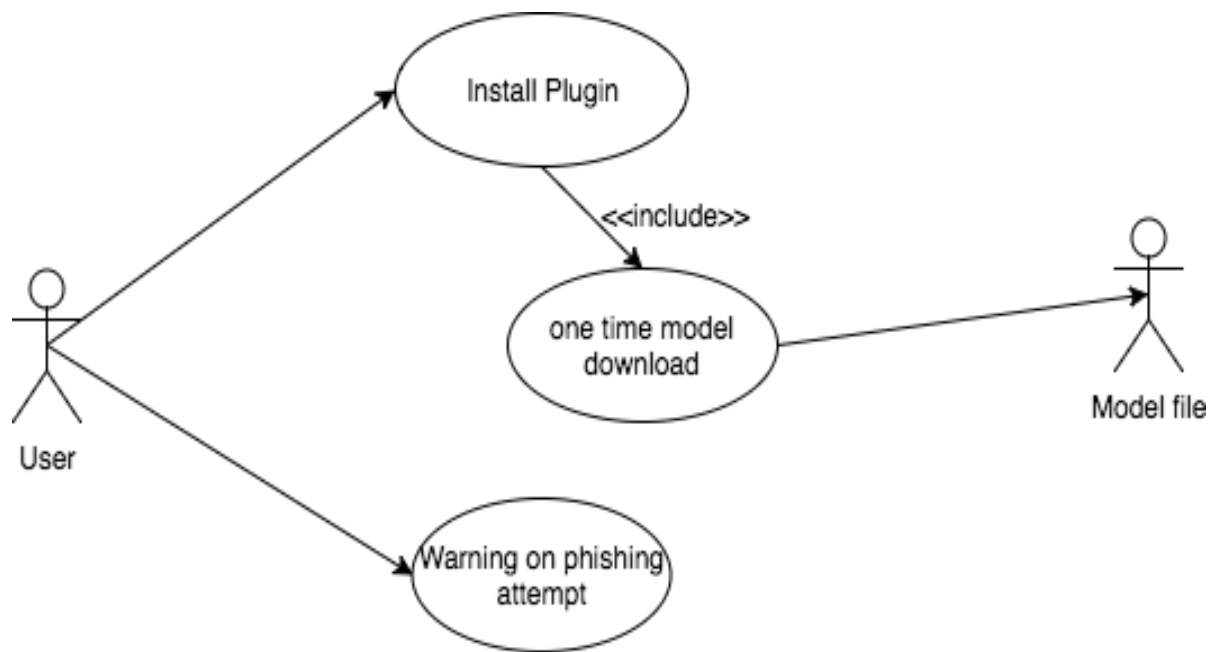 Install Plugin
<<include>>
one time model
download
Model file
User
Warning on phishing
attempt